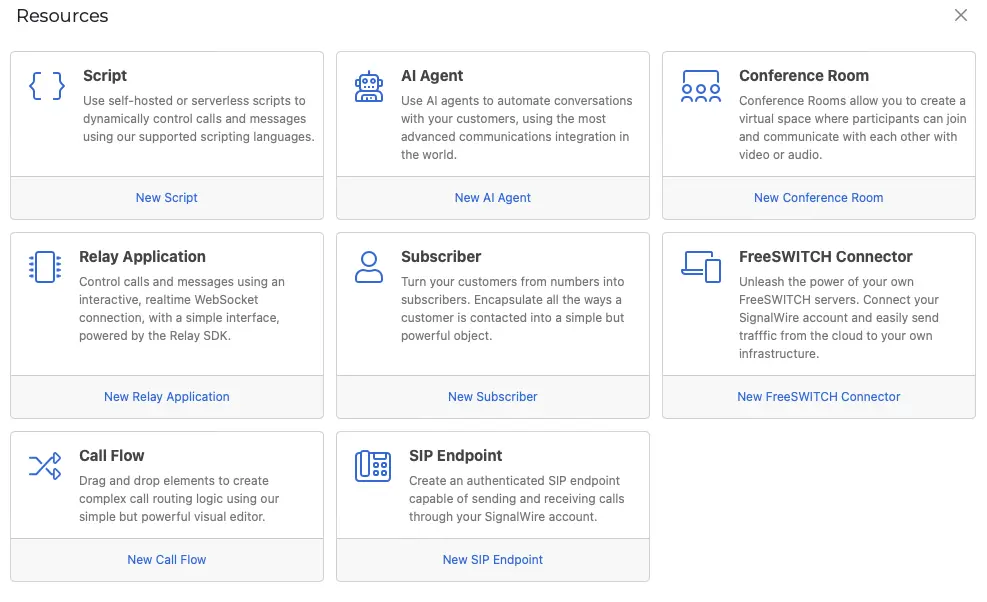 Resources
Script
Use self-hosted or serverless scripts to
dynamically control calls and messages
using our supported scripting languages.
New Script
AI Agent
Use AI agents to automate conversations
with your customers, using the most
advanced communications integration in
the world.
New AI Agent
Conference Room
Conference Rooms allow you to create a
virtual space where participants can join
and communicate with each other with
video or audio.
New Conference Room
Relay Application
Control calls and messages using an
interactive, realtime WebSocket
connection, with a simple interface,
powered by the Relay SDK.
New Relay Application
Subscriber
Turn your customers from numbers into
subscribers. Encapsulate all the ways a
customer is contacted into a simple but
powerful object.
New Subscriber
FreeSWITCH Connector
Unleash the power of your own
FreeSWITCH servers. Connect your
SignalWire account and easily send
trafffic from the cloud to your own
infrastructure.
New FreeSWITCH Connector
Call Flow
Drag and drop elements to create
complex call routing logic using our
simple but powerful visual editor.
New Call Flow
SIP Endpoint
Create an authenticated SIP endpoint
capable of sending and receiving calls
through your SignalWire account.
New SIP Endpoint